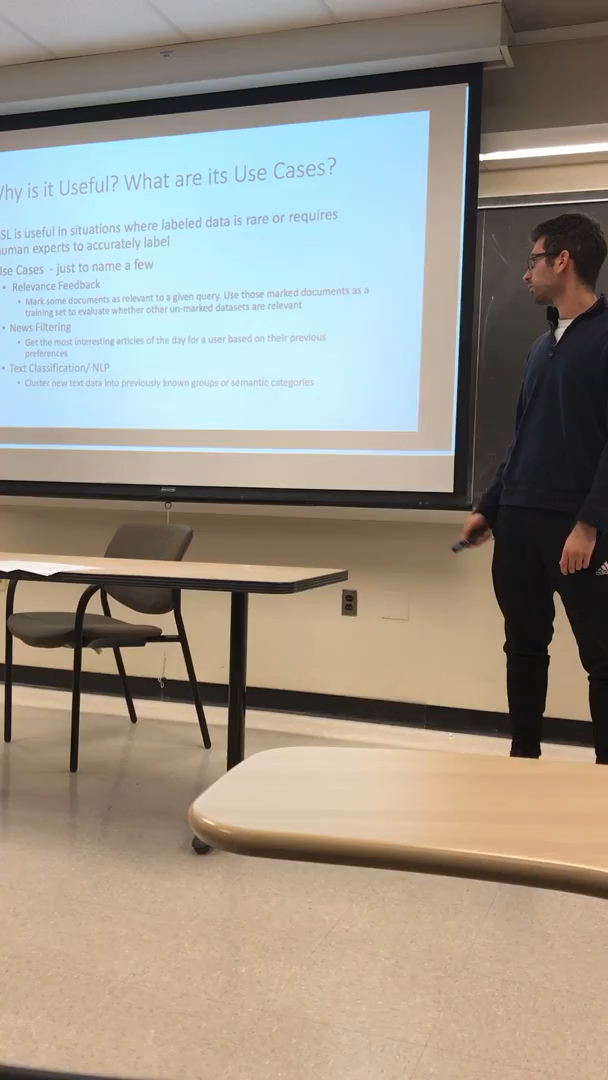 hy is it Useful? What are its Use Cases?
SL is useful in situations where labeled data is rare or requires
uman experts to accurately label
Use Cases - just to name a few
• Relevance Feedback
• Mark some documents as relevant to a given query. Use those marked documents as a
training set to evaluate whether other un-marked datasets are relevant
• News Filtering
• Get the most interesting articles of the day for a user based on their previous
preferences
• Text Classification/ NLP
• Cluster new text data into previously known groups or semantic categories